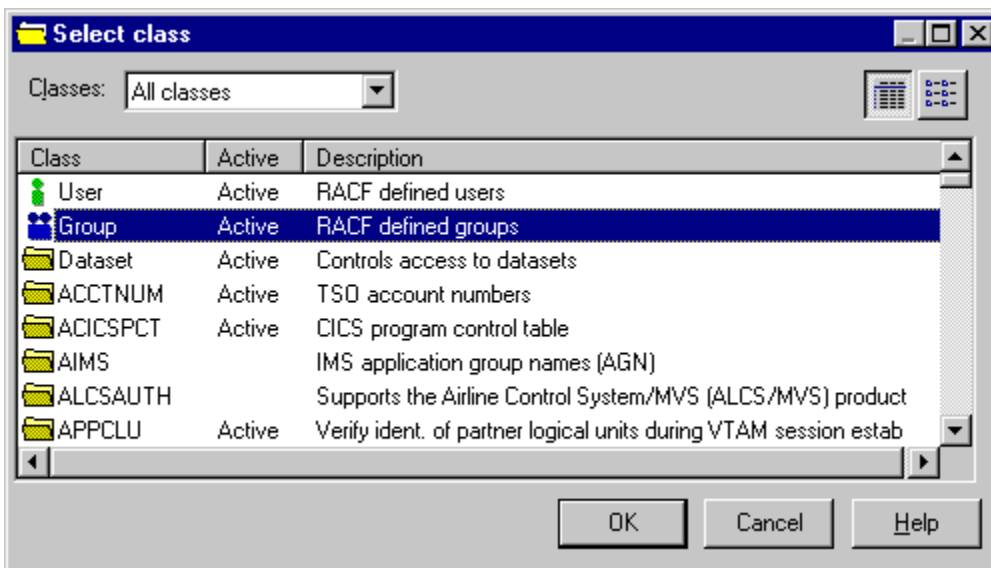 Select class
Classes: All classes
Class Active Description
User Active RACF defined users
Group Active RACF defined groups
Dataset Active Controls access to datasets
ACCTNUM Active TSO account numbers
ACICSPCT Active CICS program control table
AIMS IMS application group names (AGN)
ALCSAUTH Supports the Airline Control System/MVS (ALCS/MVS) product
APPCLU Active Verify ident. of partner logical units during VTAM session estab
OK Cancel Help